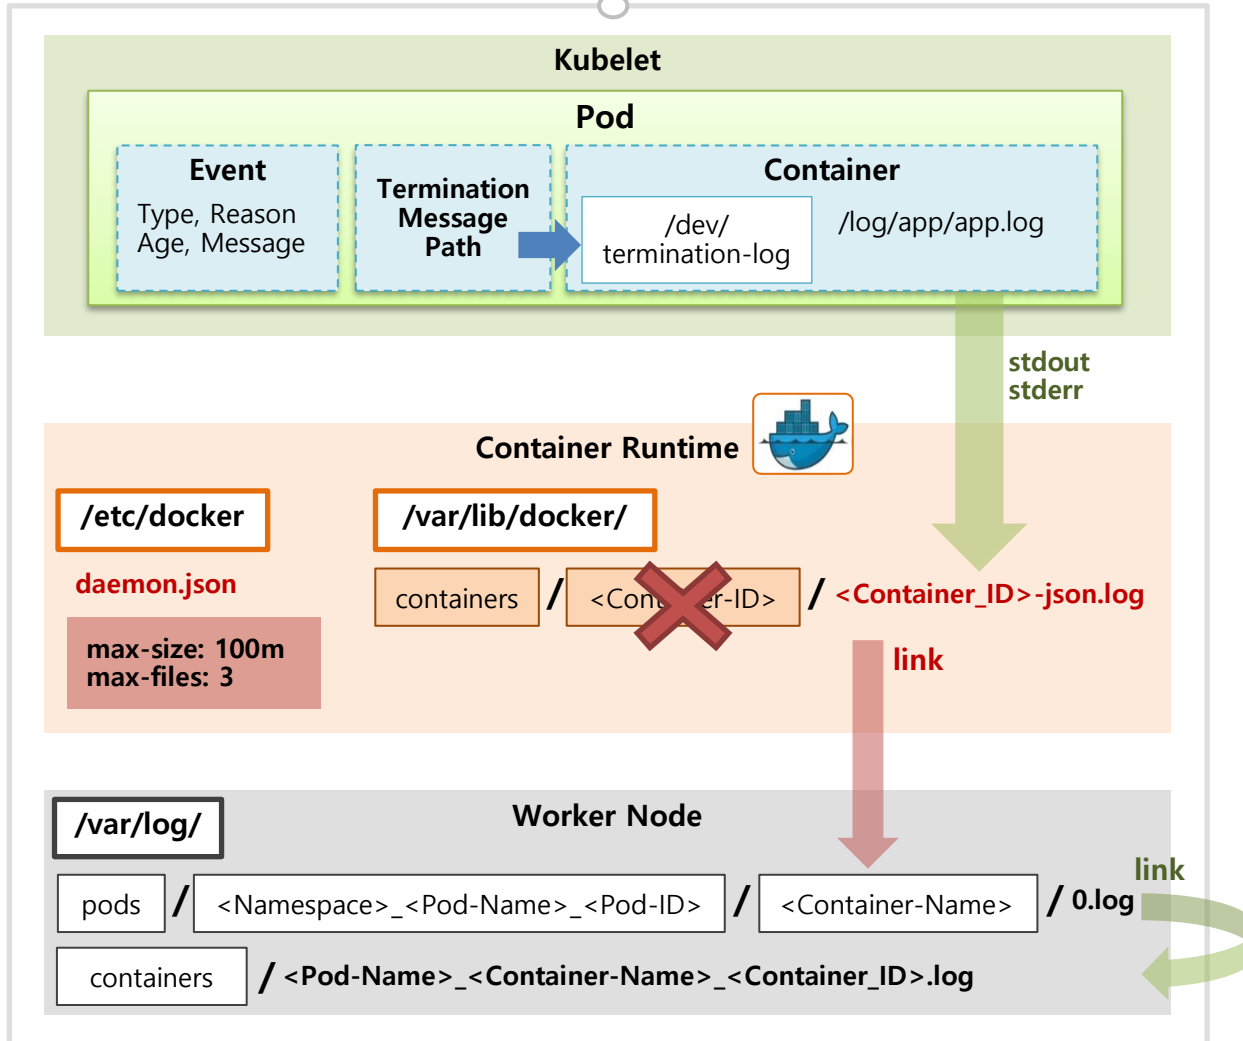 Kubelet
Pod
Event
Type, Reason
Age, Message
Termination
Message
Path
Container
/dev/
termination-log
/log/app/app.log
stdout
stderr
Container Runtime
/etc/docker
daemon.json
max-size: 100m
max-files: 3
/var/lib/docker/
containers / <Container-ID> / <Container_ID>-json.log
link
Worker Node
/var/log/
link
pods / <Namespace>_<Pod-Name>_<Pod-ID> / <Container-Name> / 0.log
containers / <Pod-Name>_<Container-Name>_<Container_ID>.log